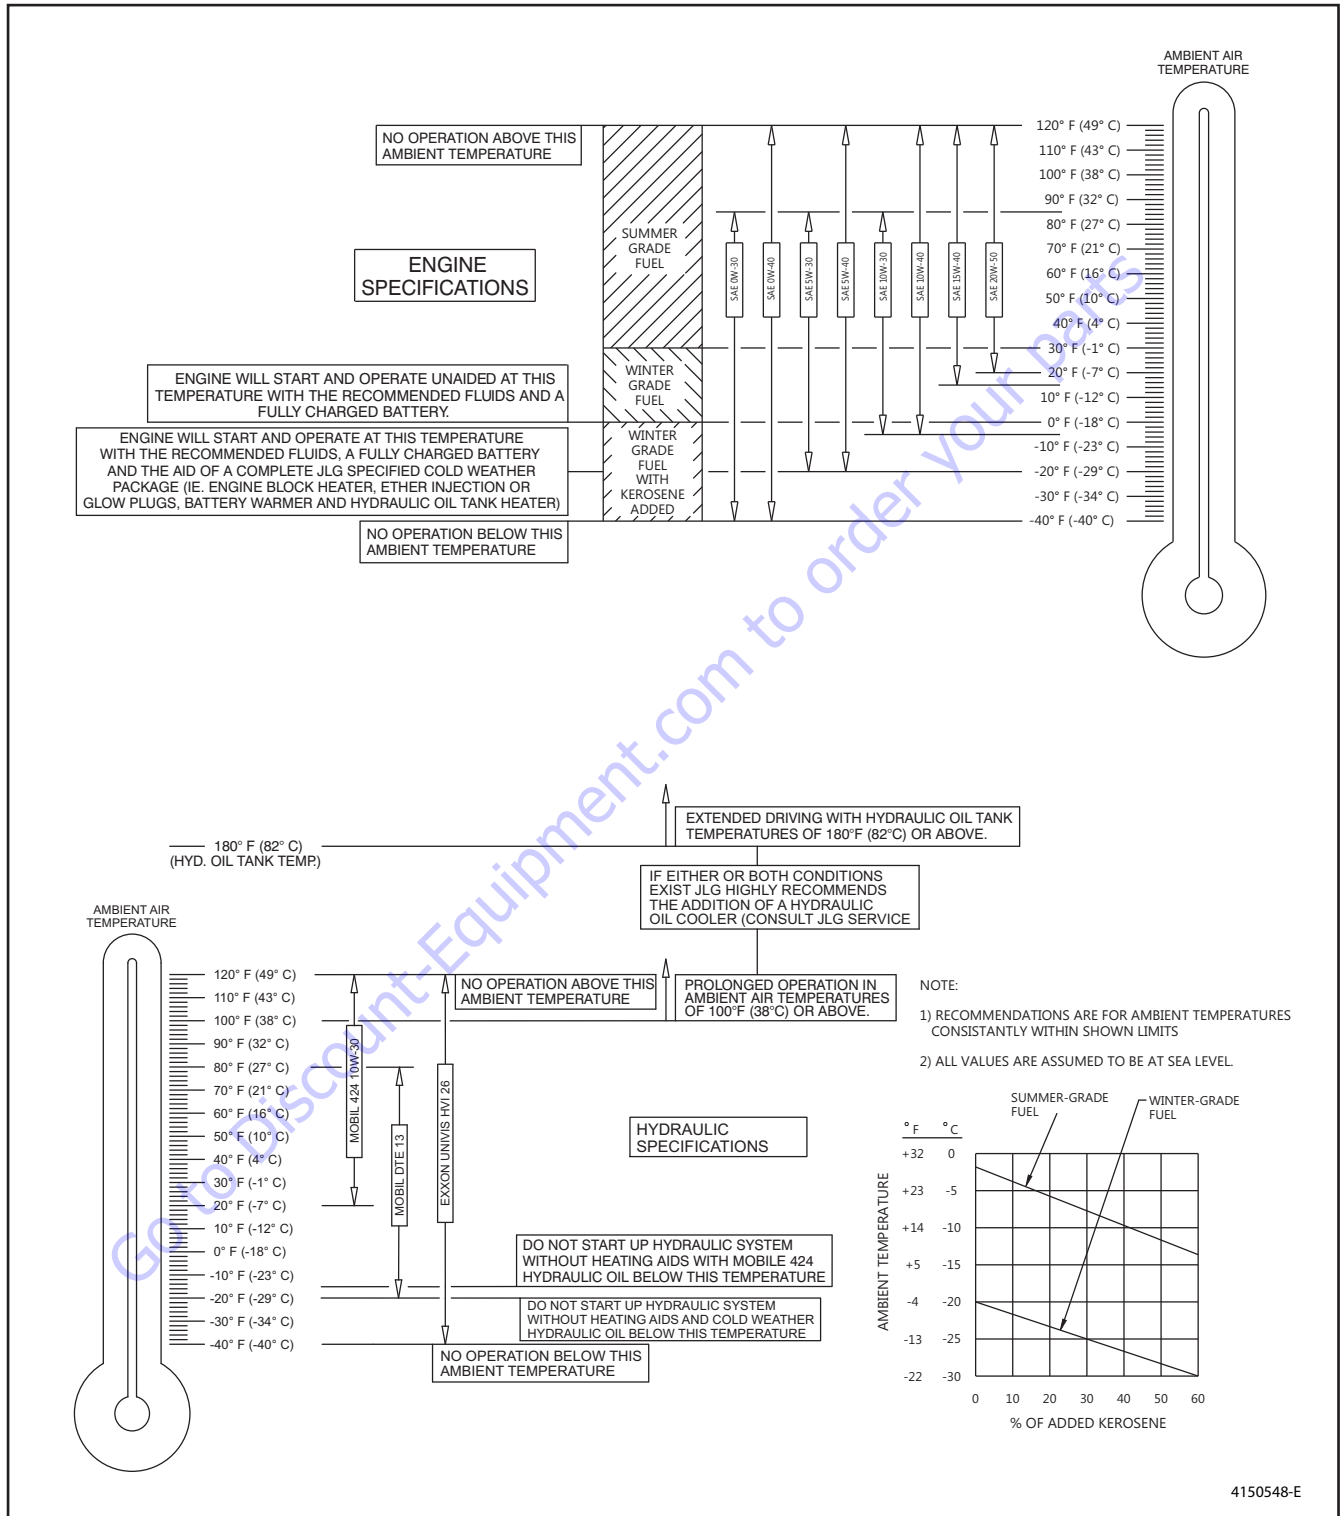 AMBIENT AIR
TEMPERATURE
NO OPERATION ABOVE THIS
AMBIENT TEMPERATURE
120° F (49° C)
110° F (43° C)
100° F (38° C)
90° F (32° C)
80° F (27° C)
70° F (21° C)
60° F (16° C)
50° F (10° C)
40° F (4° C)
30° F (-1° C)
20° F (-7° C)
10° F (-12° C)
0° F (-18° C)
-10° F (-23° C)
-20° F (-29° C)
-30° F (-34° C)
-40° F (-40° C)
SUMMER
GRADE
FUEL
SAE 0W-30
SAE 0W-40
SAE 5W-30
SAE 5W-40
SAE 10W-30
SAE 10W-40
SAE 15W-40
SAE 20W-50
ENGINE
SPECIFICATIONS
WINTER
GRADE
FUEL
ENGINE WILL START AND OPERATE UNAIDED AT THIS
TEMPERATURE WITH THE RECOMMENDED FLUIDS AND A
FULLY CHARGED BATTERY.
ENGINE WILL START AND OPERATE AT THIS TEMPERATURE
WITH THE RECOMMENDED FLUIDS, A FULLY CHARGED BATTERY
AND THE AID OF A COMPLETE JLG SPECIFIED COLD WEATHER
PACKAGE (IE. ENGINE BLOCK HEATER, ETHER INJECTION OR
GLOW PLUGS, BATTERY WARMER AND HYDRAULIC OIL TANK HEATER)
WINTER
GRADE
FUEL
WITH
KEROSENE
ADDED
NO OPERATION BELOW THIS
AMBIENT TEMPERATURE
Go to Discount-Equipment.com to order your parts
EXTENDED DRIVING WITH HYDRAULIC OIL TANK
TEMPERATURES OF 180°F (82°C) OR ABOVE.
180° F (82° C)
(HYD. OIL TANK TEMP.)
IF EITHER OR BOTH CONDITIONS
EXIST JLG HIGHLY RECOMMENDS
THE ADDITION OF A HYDRAULIC
OIL COOLER (CONSULT JLG SERVICE
AMBIENT AIR
TEMPERATURE
120° F (49° C)
110° F (43° C)
100° F (38° C)
90° F (32° C)
80° F (27° C)
70° F (21° C)
60° F (16° C)
50° F (10° C)
40° F (4° C)
30° F (-1° C)
20° F (-7° C)
10° F (-12° C)
0° F (-18° C)
-10° F (-23° C)
-20° F (-29° C)
-30° F (-34° C)
-40° F (-40° C)
MOBIL 424 10W-30
MOBIL DTE 13
EXXON UNIVIS HVI 26
NO OPERATION ABOVE THIS
AMBIENT TEMPERATURE
PROLONGED OPERATION IN
AMBIENT AIR TEMPERATURES
OF 100°F (38°C) OR ABOVE.
NOTE:
1) RECOMMENDATIONS ARE FOR AMBIENT TEMPERATURES
CONSISTANTLY WITHIN SHOWN LIMITS
2) ALL VALUES ARE ASSUMED TO BE AT SEA LEVEL.
HYDRAULIC
SPECIFICATIONS
DO NOT START UP HYDRAULIC SYSTEM
WITHOUT HEATING AIDS WITH MOBILE 424
HYDRAULIC OIL BELOW THIS TEMPERATURE
DO NOT START UP HYDRAULIC SYSTEM
WITHOUT HEATING AIDS AND COLD WEATHER
HYDRAULIC OIL BELOW THIS TEMPERATURE
NO OPERATION BELOW THIS
AMBIENT TEMPERATURE
SUMMER-GRADE
FUEL
WINTER-GRADE
FUEL
°F °C
+32 0
+23 -5
+14 -10
+5 -15
-4 -20
-13 -25
-22 -30
AMBIENT TEMPERATURE
0 10 20 30 40 50 60
% OF ADDED KEROSENE
4150548-E